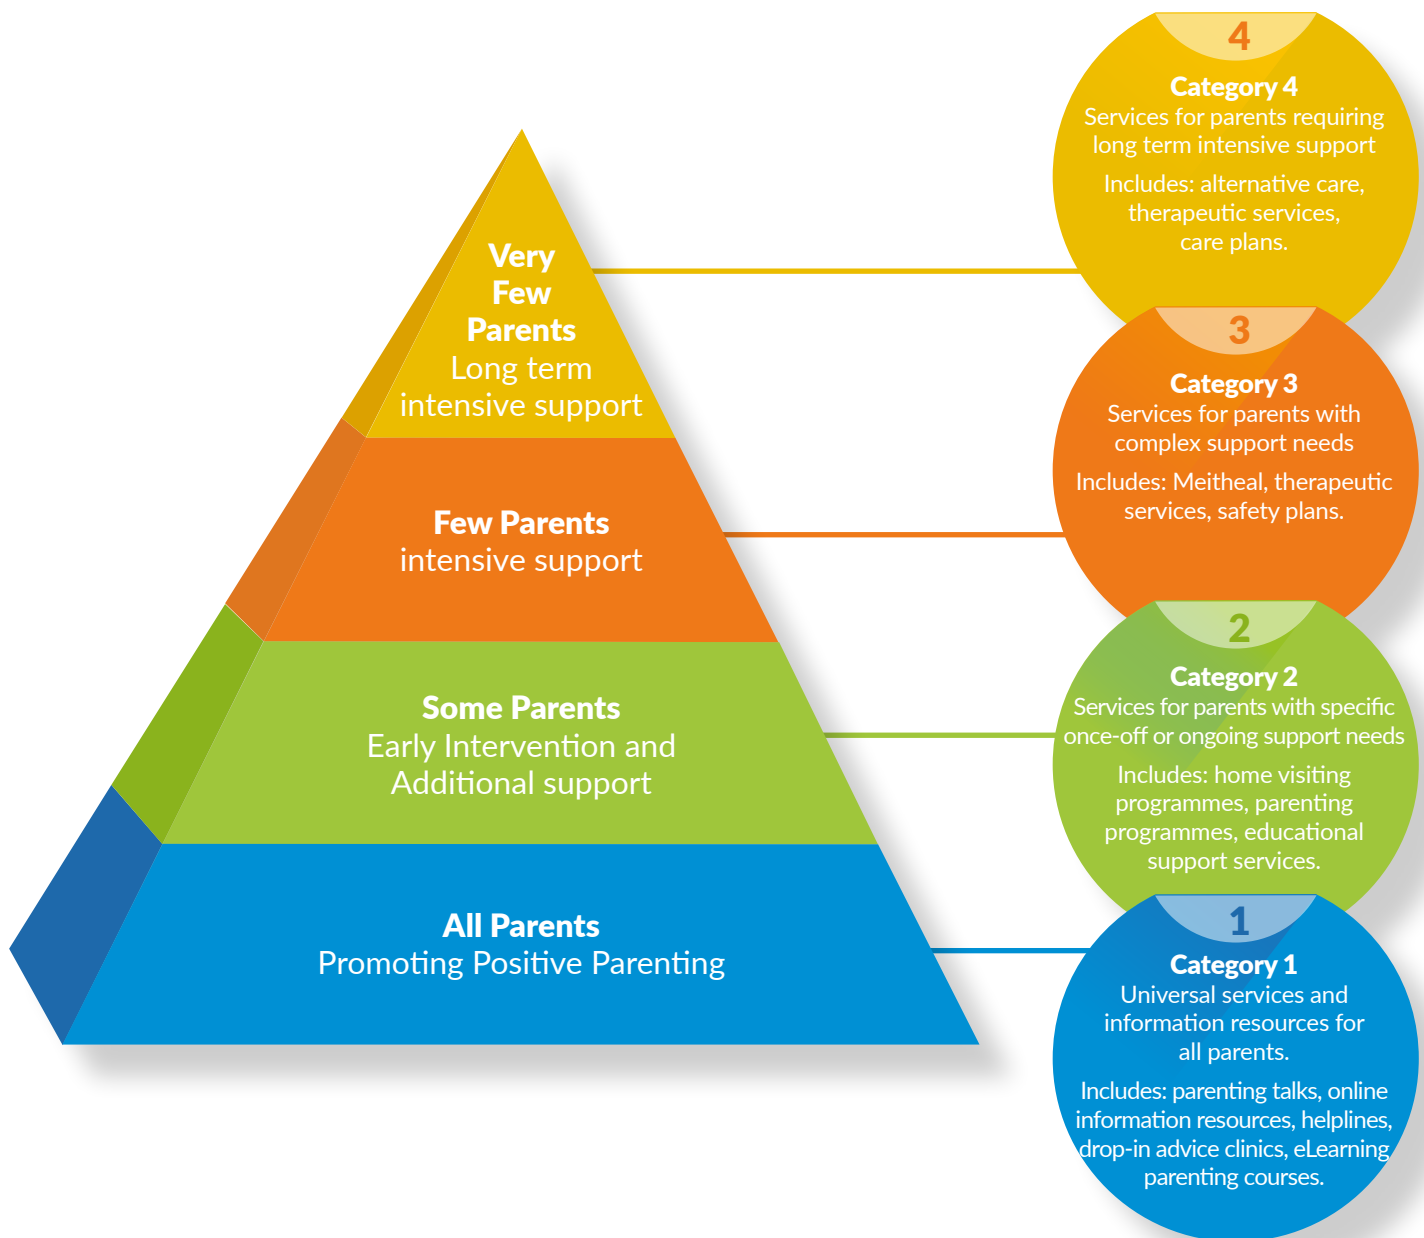 Very
Few
Parents
Long term
intensive support
Few Parents
intensive support
Some Parents
Early Intervention and
Additional support
All Parents
Promoting Positive Parenting
4
Category 4
Services for parents requiring
long term intensive support
Includes: alternative care,
therapeutic services,
care plans.
3
Category 3
Services for parents with
complex support needs
Includes: Meitheal, therapeutic
services, safety plans.
2
Category 2
Services for parents with specific
once-off or ongoing support needs
Includes: home visiting
programmes, parenting
programmes, educational
support services.
1
Category 1
Universal services and
information resources for
all parents.
Includes: parenting talks, online
information resources, helplines,
drop-in advice clinics, eLearning
parenting courses.